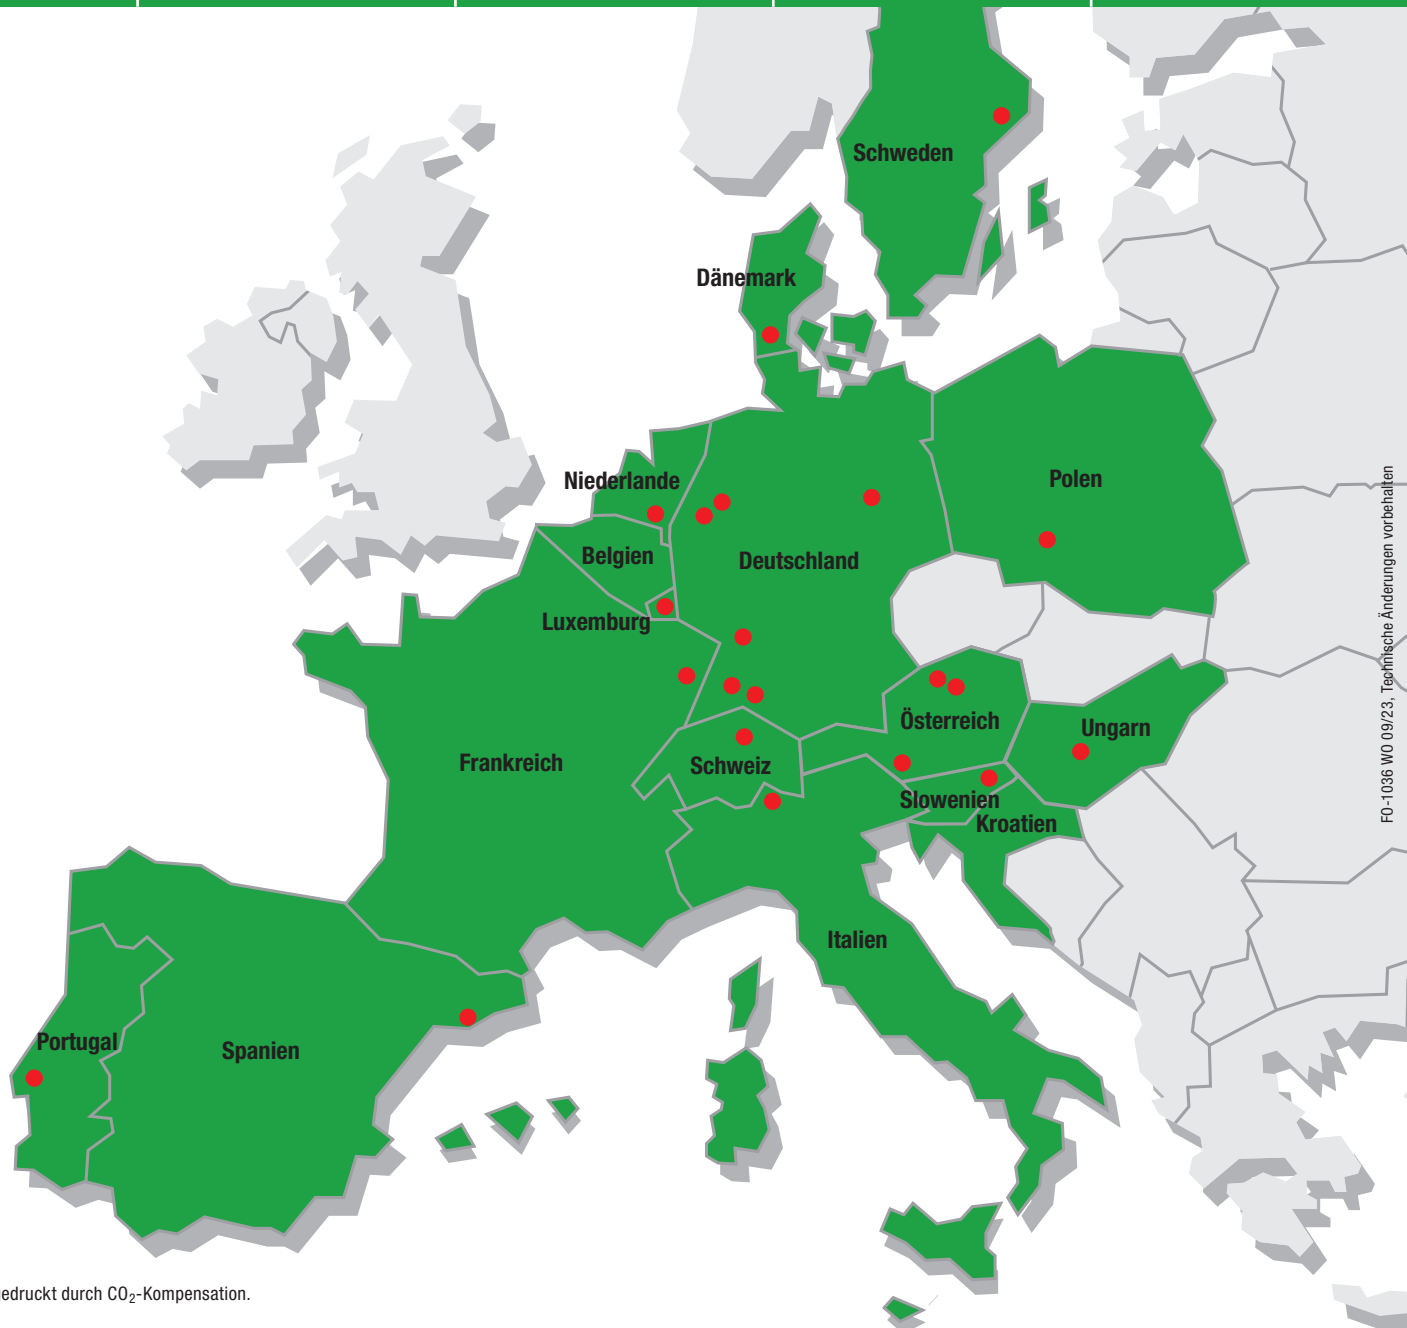 Schweden
Dänemark
Niederlande
Polen
Belgien
Deutschland
Luxemburg
Österreich
Ungarn
Frankreich
Schweiz
Slowenien
Kroatien
Italien
Portugal
Spanien
FO-1036 WO 09/23, Technische Änderungen vorbehalten
edruckt durch CO₂-Kompensation.